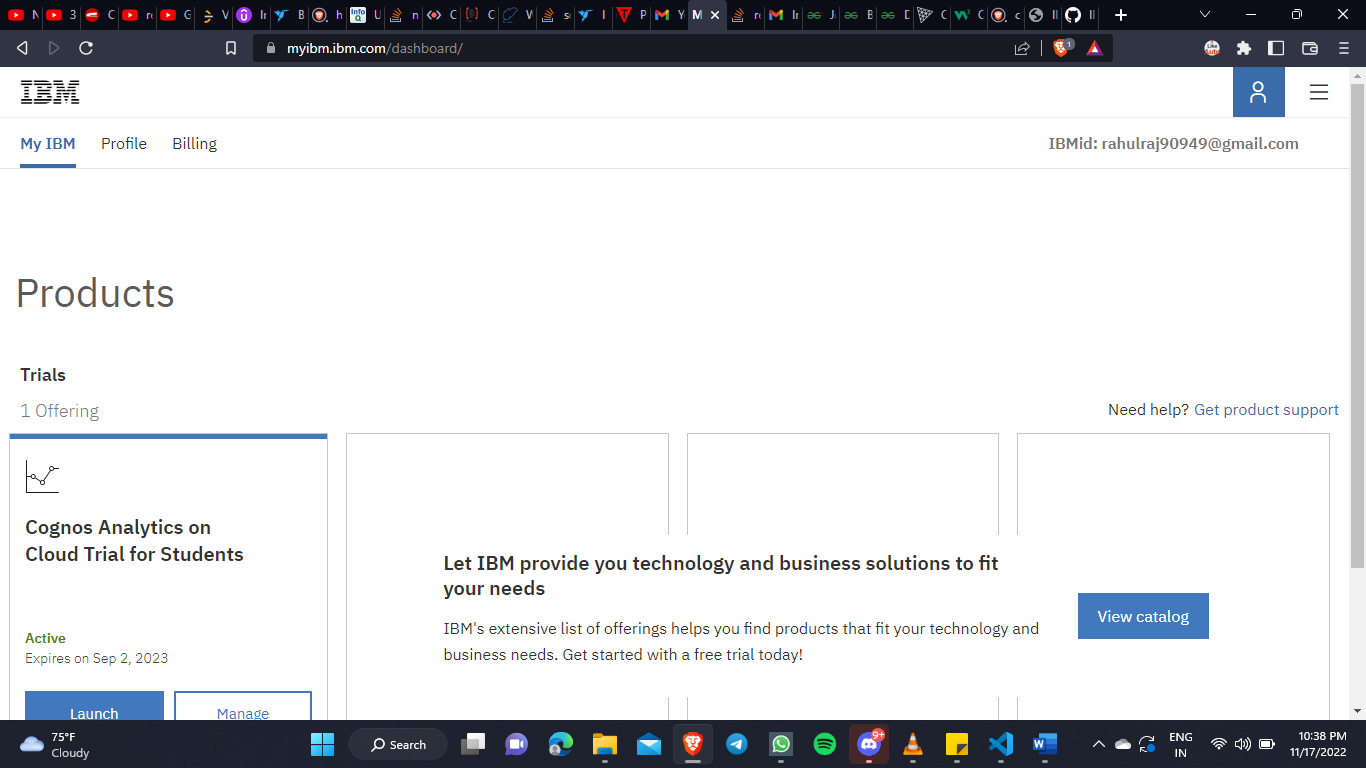 myibm.ibm.com/dashboard/
1
IBM
My IBM Profile Billing
IBMid: rahulraj90949@gmail.com
Products
Trials
1 Offering
Need help? Get product support
Cognos Analytics on
Cloud Trial for Students
Active
Expires on Sep 2, 2023
Launch Manage
Let IBM provide you technology and business solutions to fit
your needs
IBM's extensive list of offerings helps you find products that fit your technology and
business needs. Get started with a free trial today!
View catalog
75°F
Cloudy
Search
9+
ENG
IN
10:38 PM
11/17/2022